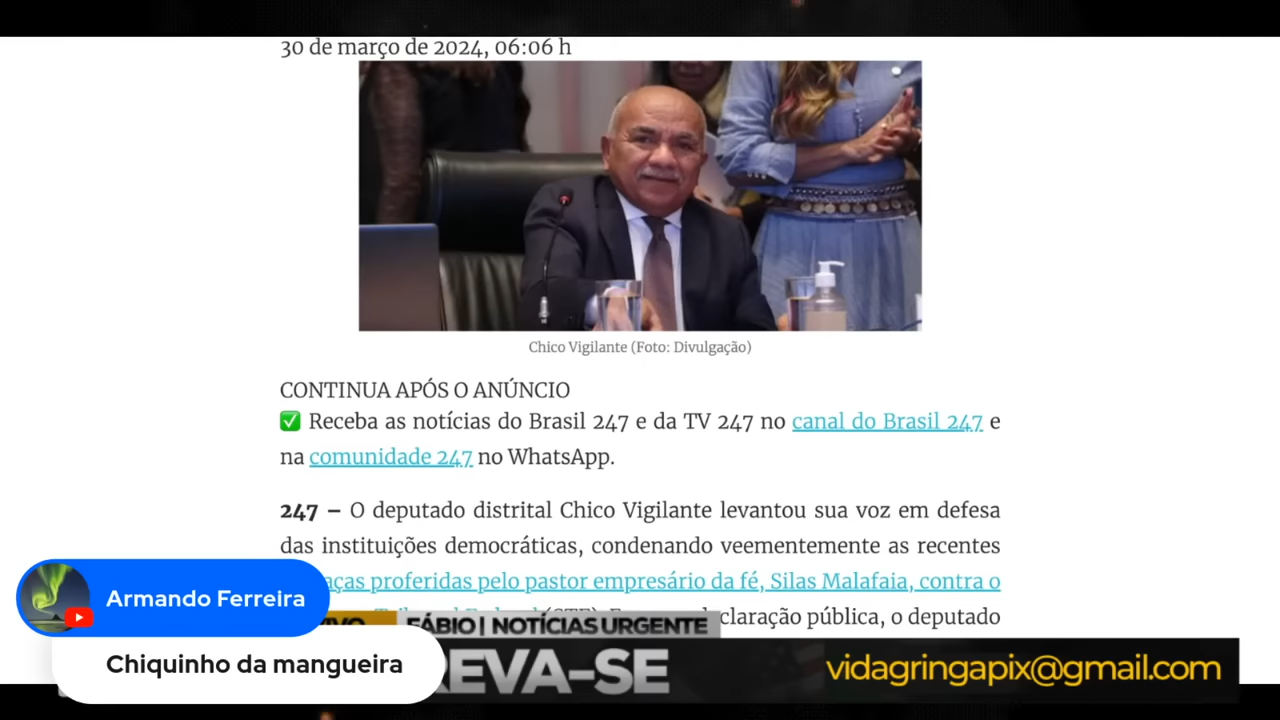 30 de março de 2024, 06:06 h
Chico Vigilante (Foto: Divulgação)
CONTINUA APÓS O ANÚNCIO
✅ Receba as notícias do Brasil 247 e da TV 247 no canal do Brasil 247 e
na comunidade 247 no WhatsApp.
247 – O deputado distrital Chico Vigilante levantou sua voz em defesa
das instituições democráticas, condenando veementemente as recentes
proferidas pelo pastor empresário da fé, Silas Malafaia, contra o
(STF).
pública, o deputado
Armando Ferreira
FÁBIO | NOTÍCIAS URGENTE
Chiquinho da mangueira
REVA-SE
vidagringapix@gmail.com